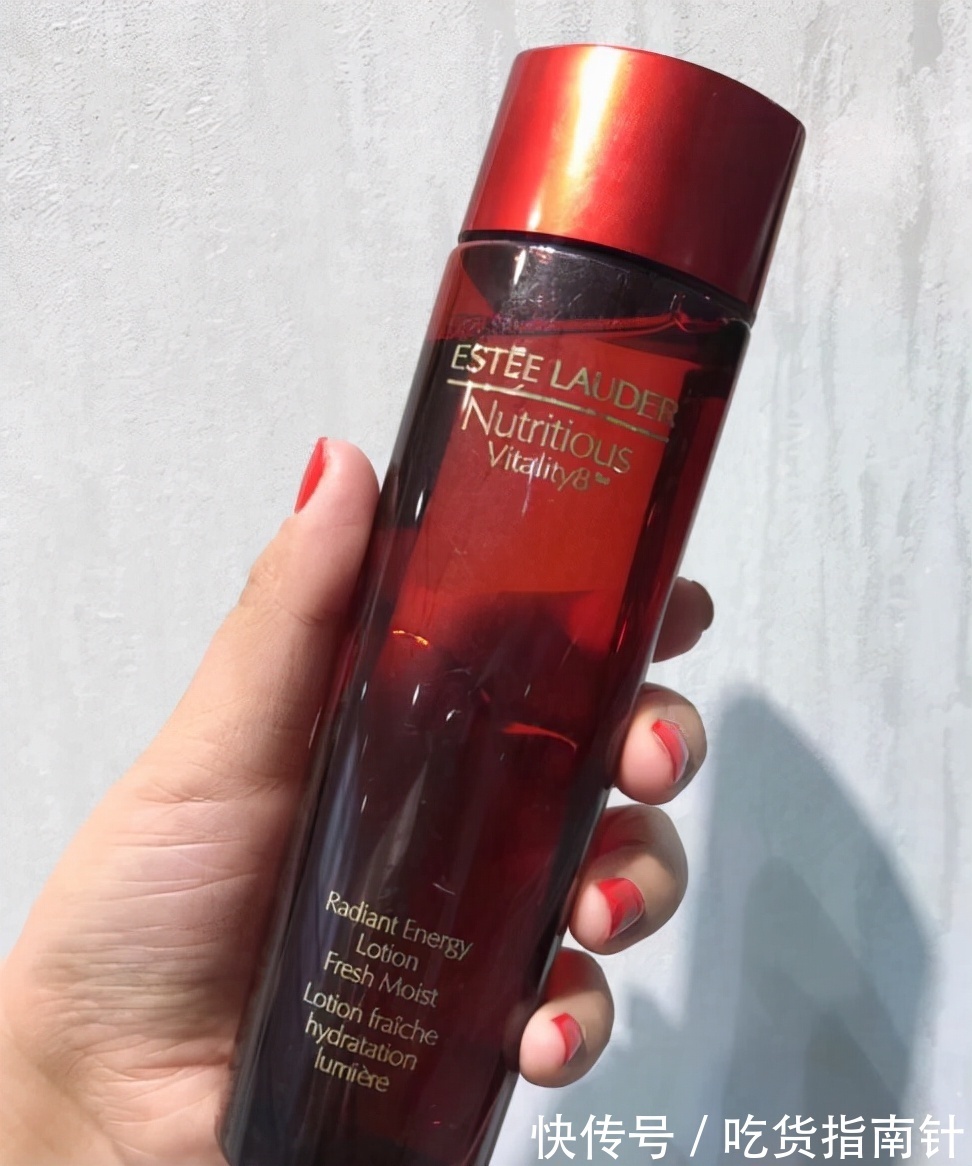 ESTĒE LAUDER
Nutritious
Vitality8™
Radiant Energy
Lotion
Fresh Moist
Lotion fraîche
hydratation
lumière
快传号 / 吃货指南针